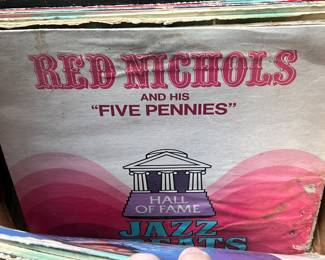 RED NICHOLS
AND HIS
"FIVE PENNIES"
HALL
OF FAME
JAZZ